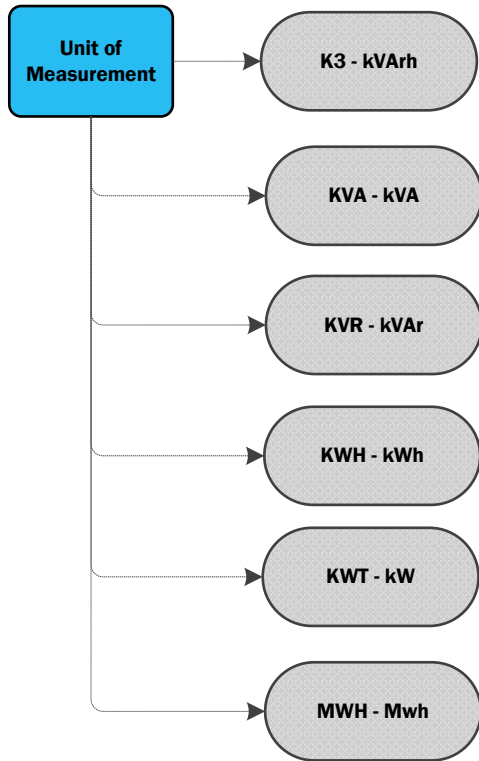 Unit of
Measurement
K3 - kVArh
KVA - kVA
KVR - kVAr
KWH - kWh
KWT - kW
MWH - Mwh